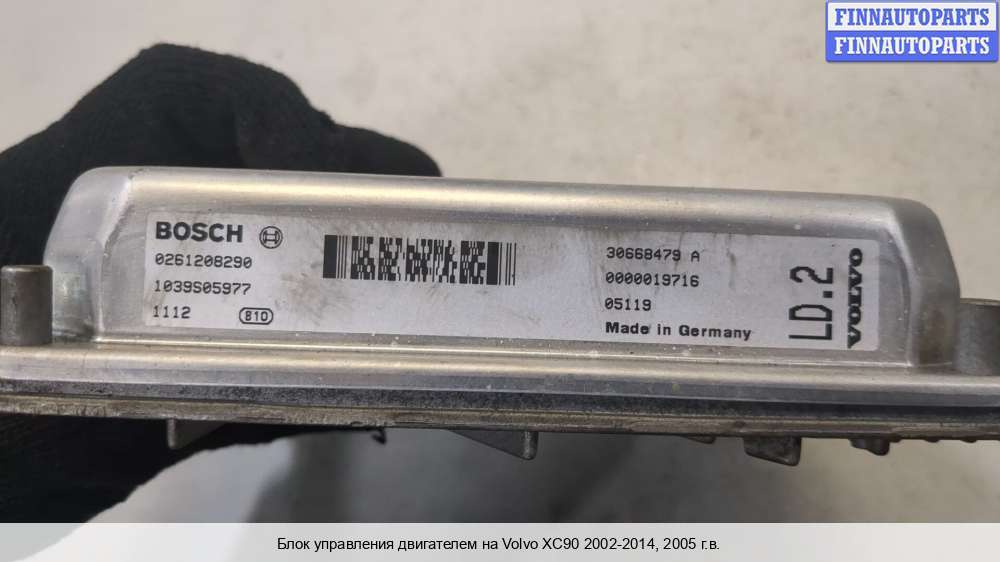 FINNAUTOPARTS
FINNAUTOPARTS
BOSCH
0261208290
1039S05977
1112
B10
30668479 A
0000019716
05119
Made in Germany
LD.2
VOLVO
Блок управления двигателем на Volvo XC90 2002-2014, 2005 г.в.